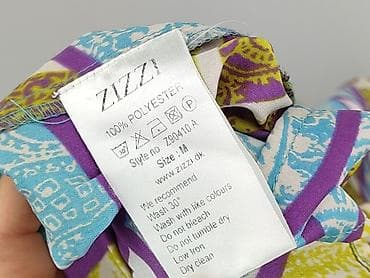 ZIZZI
100% POLYESTER
P
Style no Z90410 A
Size: 18
www.zizzi.dk
We recommend
Wash 30°
Wash with like colours
Do not bleach
Do not tumble dry
Low Iron
Dry clean